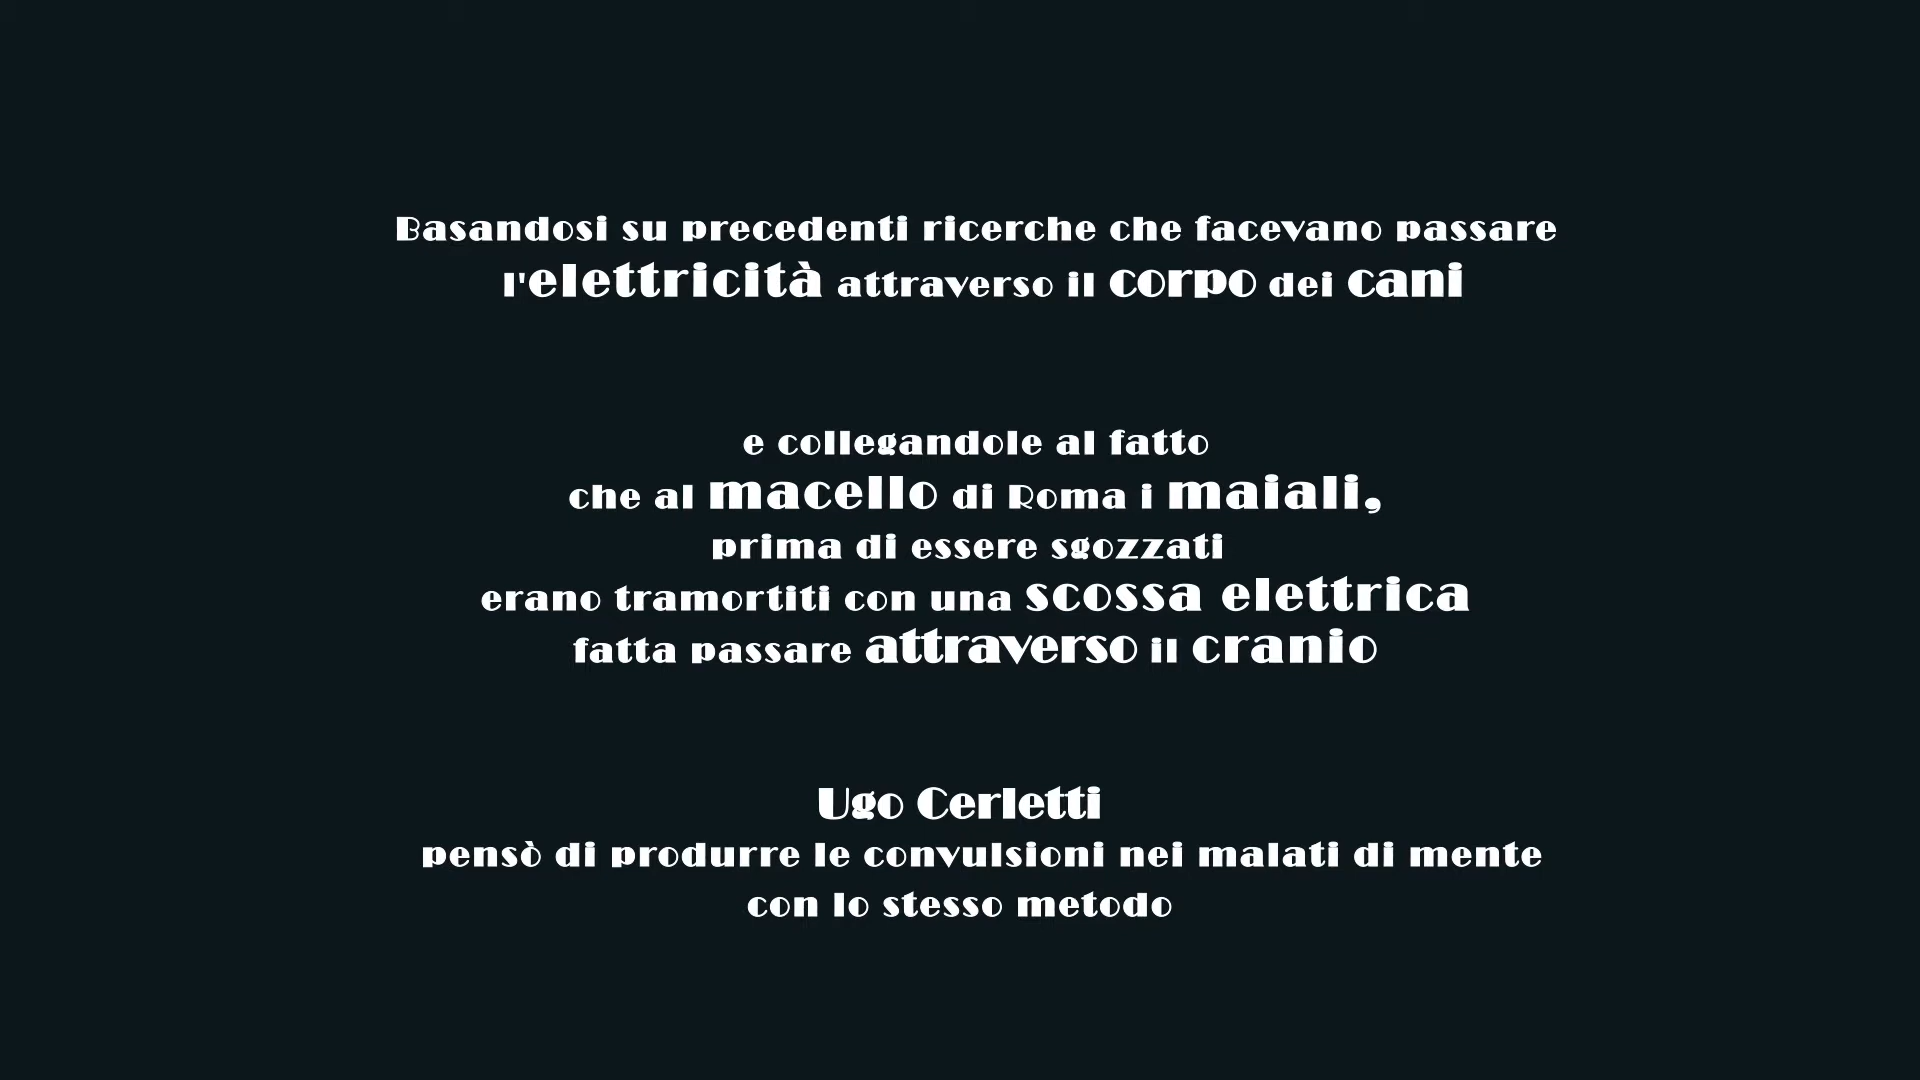 Basandosi su precedenti ricerche che facevano passare
l'elettricità attraverso il corpo dei cani
e collegandole al fatto
che al macello di Roma i maiali,
prima di essere sgozzati
erano tramortiti con una scossa elettrica
fatta passare attraverso il cranio
Ugo Cerletti
pensò di produrre le convulsioni nei malati di mente
con lo stesso metodo